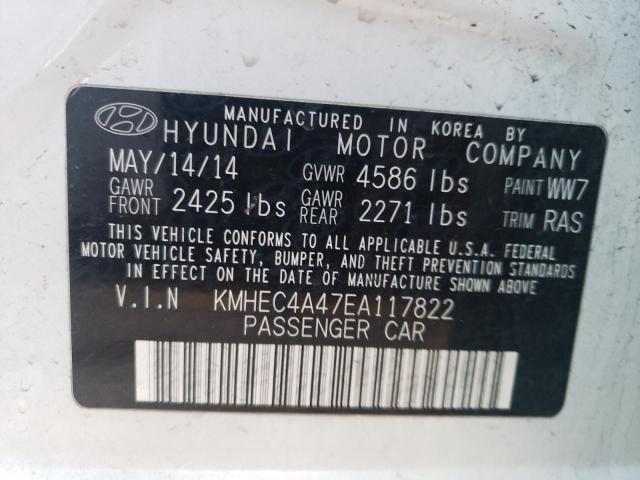 MANUFACTURED IN KOREA BY
HYUNDAI MOTOR COMPANY
MAY/14/14 GVWR 4586 lbs PAINT WW7
GAWR FRONT 2425 lbs GAWR REAR 2271 lbs TRIM RAS
THIS VEHICLE CONFORMS TO ALL APPLICABLE U.S.A. FEDERAL
MOTOR VEHICLE SAFETY, BUMPER, AND THEFT PREVENTION STANDARDS
IN EFFECT ON THE DATE OF MANUFACTURE SHOWN ABOVE.
V.I.N KMHEC4A47EA117822
PASSENGER CAR